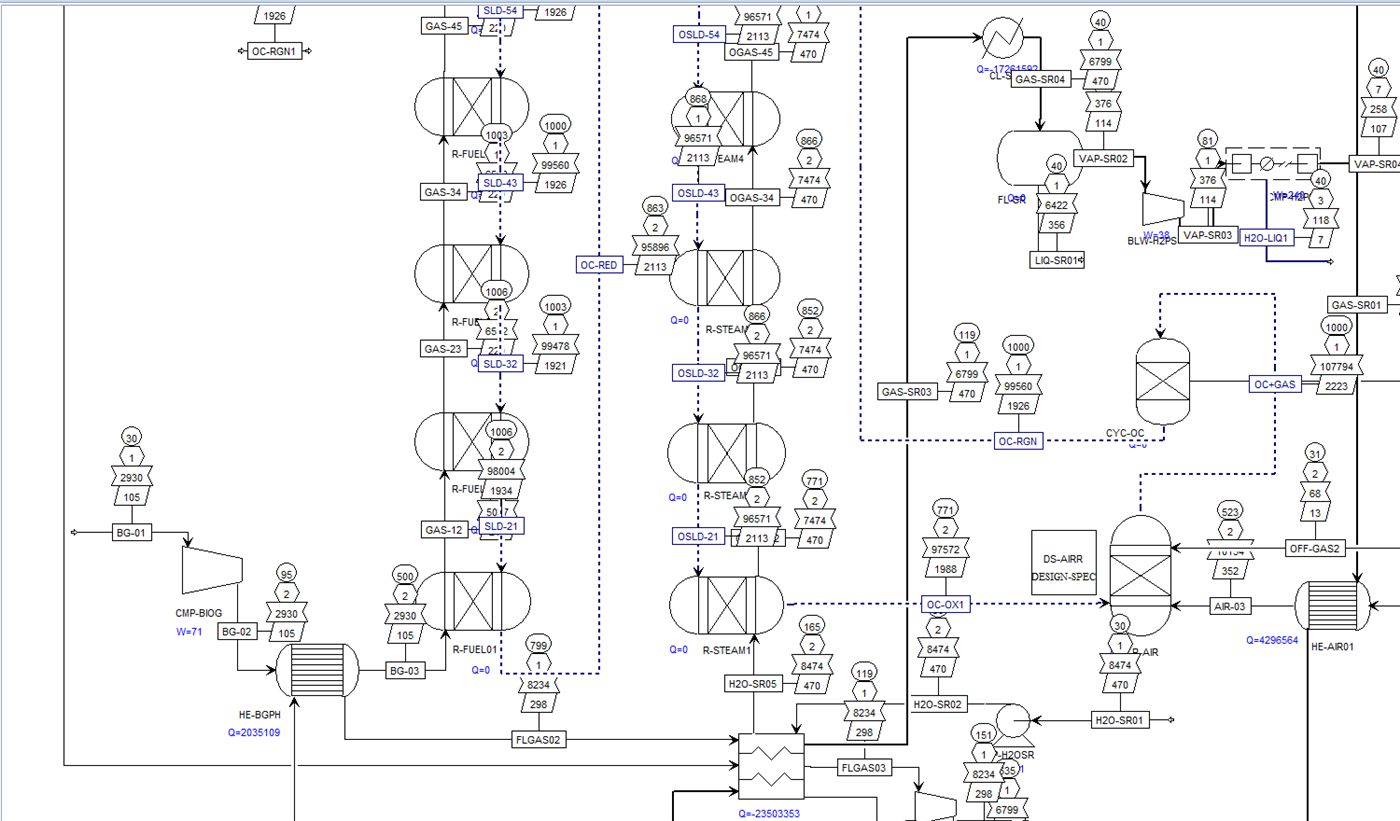 1926
OC-RGN1
GAS-45
SLD-54
1926
R-FUEL
1003
1
1000
1
99560
1926
GAS-34
SLD-43
1006
2
1003
1
99478
1921
GAS-23
SLD-32
1006
2
98004
1934
GAS-12
SLD-21
R-FUEL01
Q=0
30
1
2930
105
BG-01
CMP-BIOG
W=71
95
2
2930
105
BG-02
500
2
2930
105
BG-03
HE-BGPH
Q=2035109
799
1
8234
298
FLGAS02
96571
2113
OSLD-54
1
7474
470
OGAS-45
868
1
96571
2113
EAM4
866
2
7474
470
OSLD-43
OGAS-34
863
2
95896
2113
OC-RED
Q=0
R-STEAM
866
2
96571
2113
852
2
7474
470
OSLD-32
Q=0
R-STEAM
852
2
96571
2113
771
2
7474
470
OSLD-21
Q=0
R-STEAM1
165
2
8474
470
H2O-SR05
119
1
8234
298
FLGAS03
Q=-23503353
GAS-SR04
40
1
6799
470
376
114
VAP-SR02
40
1
6422
356
LIQ-SR01
BLW-H2PS
W=38
81
1
376
114
VAP-SR03
H2O-LIQ1
40
3
118
7
40
7
258
107
VAP-SR04
GAS-SR01
119
1
6799
470
GAS-SR03
1000
1
99560
1926
OC-RGN
CYC-OC
Q=0
1000
1
107794
2223
OC+GAS
771
2
97572
1988
OC-OX1
DS-AIRR
DESIGN-SPEC
31
2
68
13
OFF-GAS2
523
2
352
AIR-03
Q=4296564
HE-AIR01
30
1
8474
470
H2O-SR01
2
8474
470
H2O-SR02
151
1
8234
298
1
6799